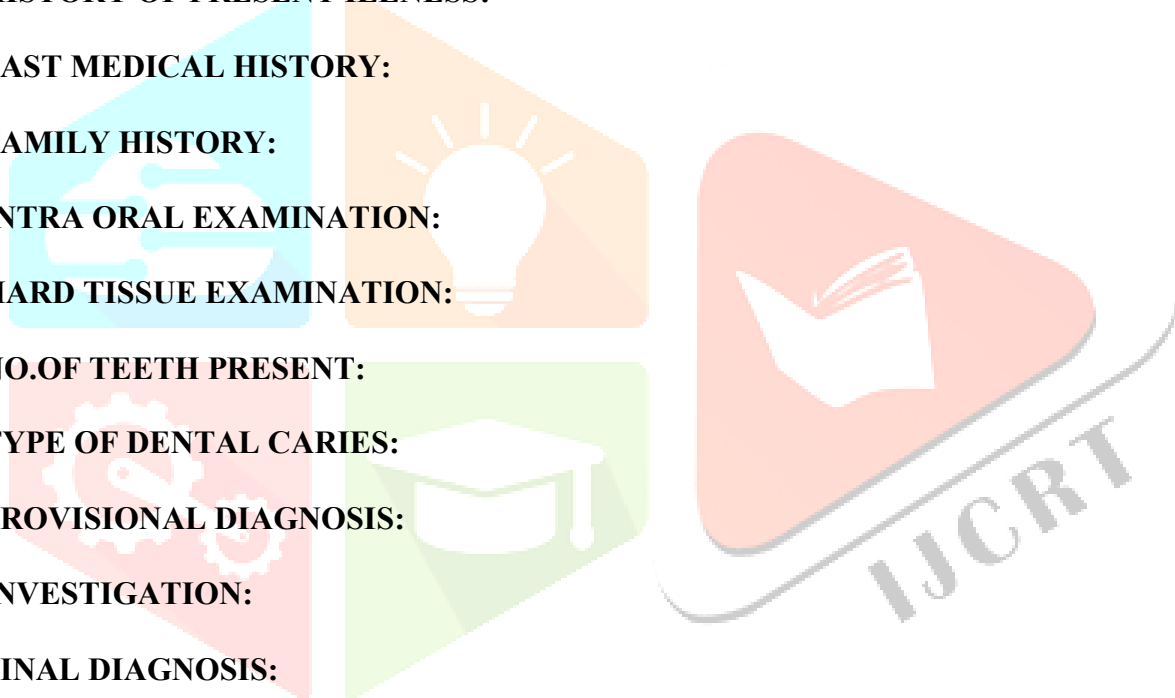 AST MEDICAL HISTORY:
AMILY HISTORY:
NTRA ORAL EXAMINATION:
HARD TISSUE EXAMINATION:
NO.OF TEETH PRESENT:
TYPE OF DENTAL CARIES:
ROVISIONAL DIAGNOSIS:
NVESTIGATION:
INAL DIAGNOSIS:
IJCRT